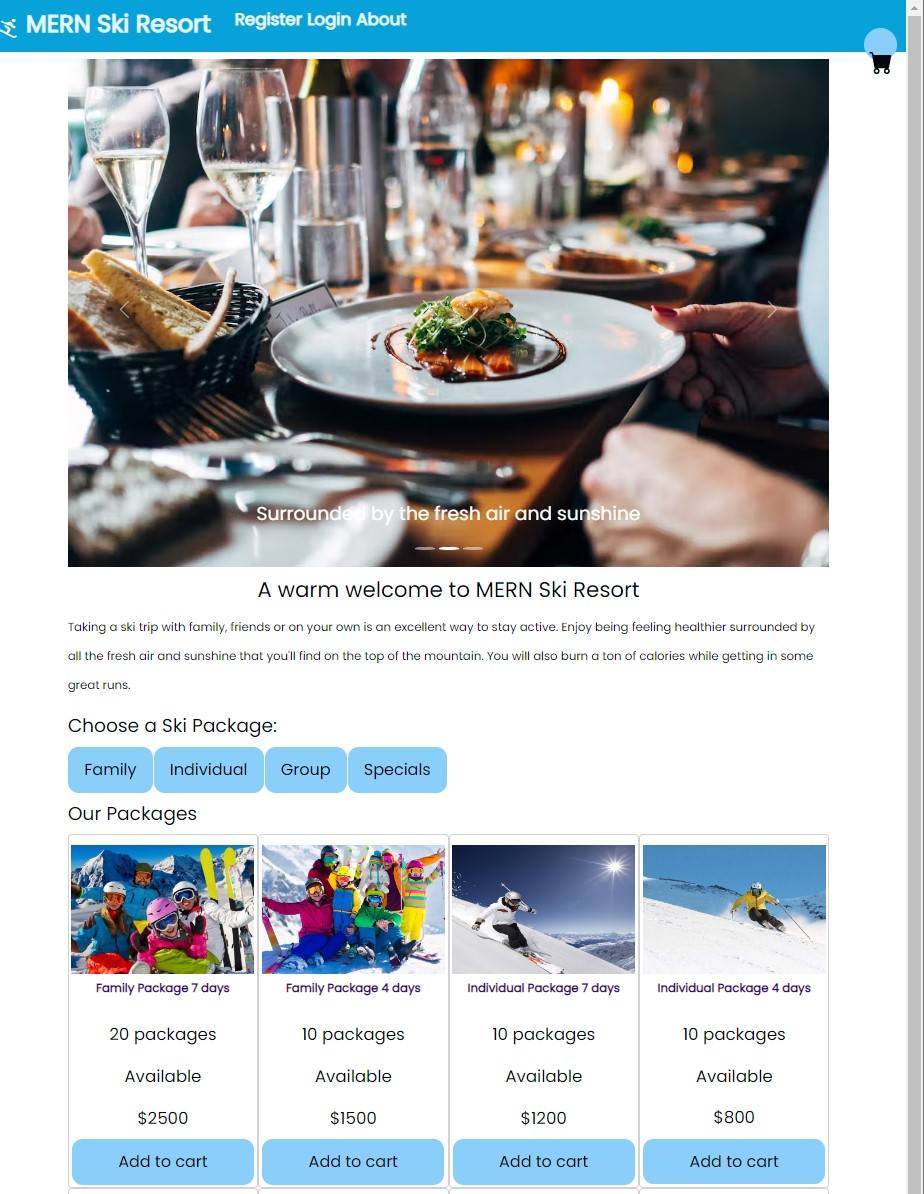 MERN Ski Resort
Register Login About
Surrounded by the fresh air and sunshine
A warm welcome to MERN Ski Resort
Taking a ski trip with family, friends or on your own is an excellent way to stay active. Enjoy being feeling healthier surrounded by
all the fresh air and sunshine that you'll find on the top of the mountain. You will also burn a ton of calories while getting in some
great runs.
Choose a Ski Package:
Family Individual Group Specials
Our Packages
Family Package 7 days Family Package 4 days Individual Package 7 days Individual Package 4 days
20 packages 10 packages 10 packages 10 packages
Available Available Available Available
$2500 $1500 $1200 $800
Add to cart Add to cart Add to cart Add to cart